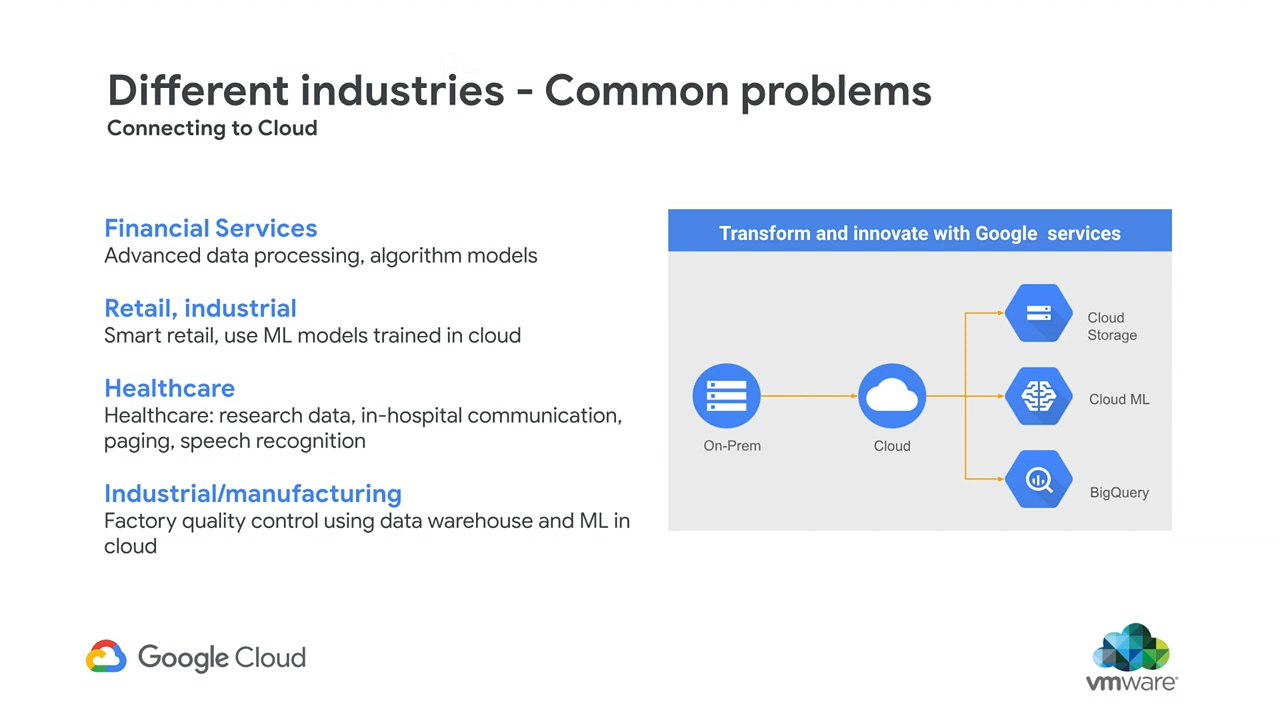 Different industries - Common problems
Connecting to Cloud
Financial Services
Advanced data processing, algorithm models
Retail, industrial
Smart retail, use ML models trained in cloud
Healthcare
Healthcare: research data, in-hospital communication,
paging, speech recognition
Industrial/manufacturing
Factory quality control using data warehouse and ML in
cloud
Transform and innovate with Google services
On-Prem
Cloud
Cloud
Storage
Cloud ML
BigQuery
Google Cloud
vmware®